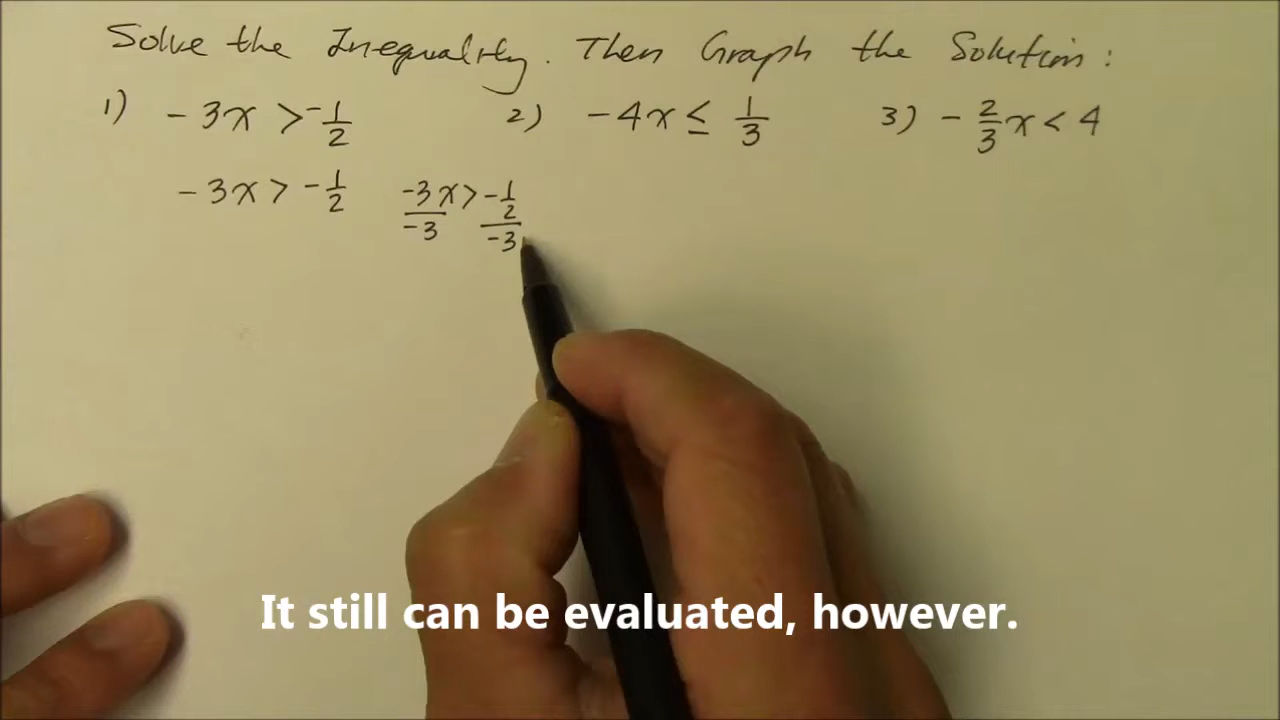 Solve the Inequality. Then Graph the Solution:
1) -3x > -1/2 2) -4x ≤ 1/3 3) -2/3x < 4
-3x > -1/2 -3x/-3 > -1/2/-3
It still can be evaluated, however.